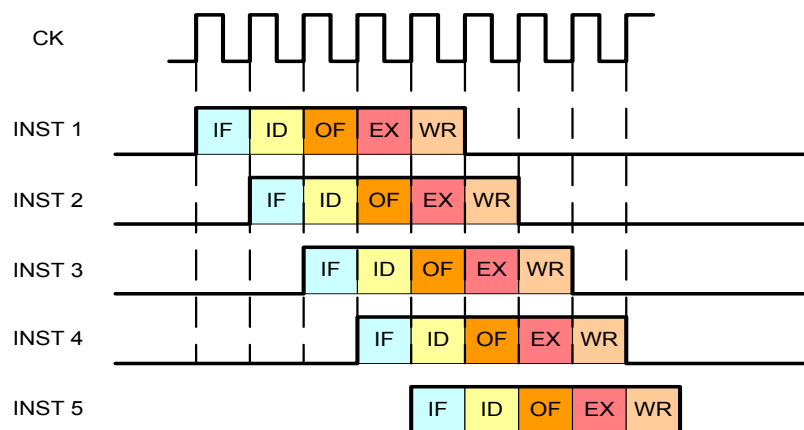 CK
INST 1 IF ID OF EX WR
INST 2 IF ID OF EX WR
INST 3 IF ID OF EX WR
INST 4 IF ID OF EX WR
INST 5 IF ID OF EX WR